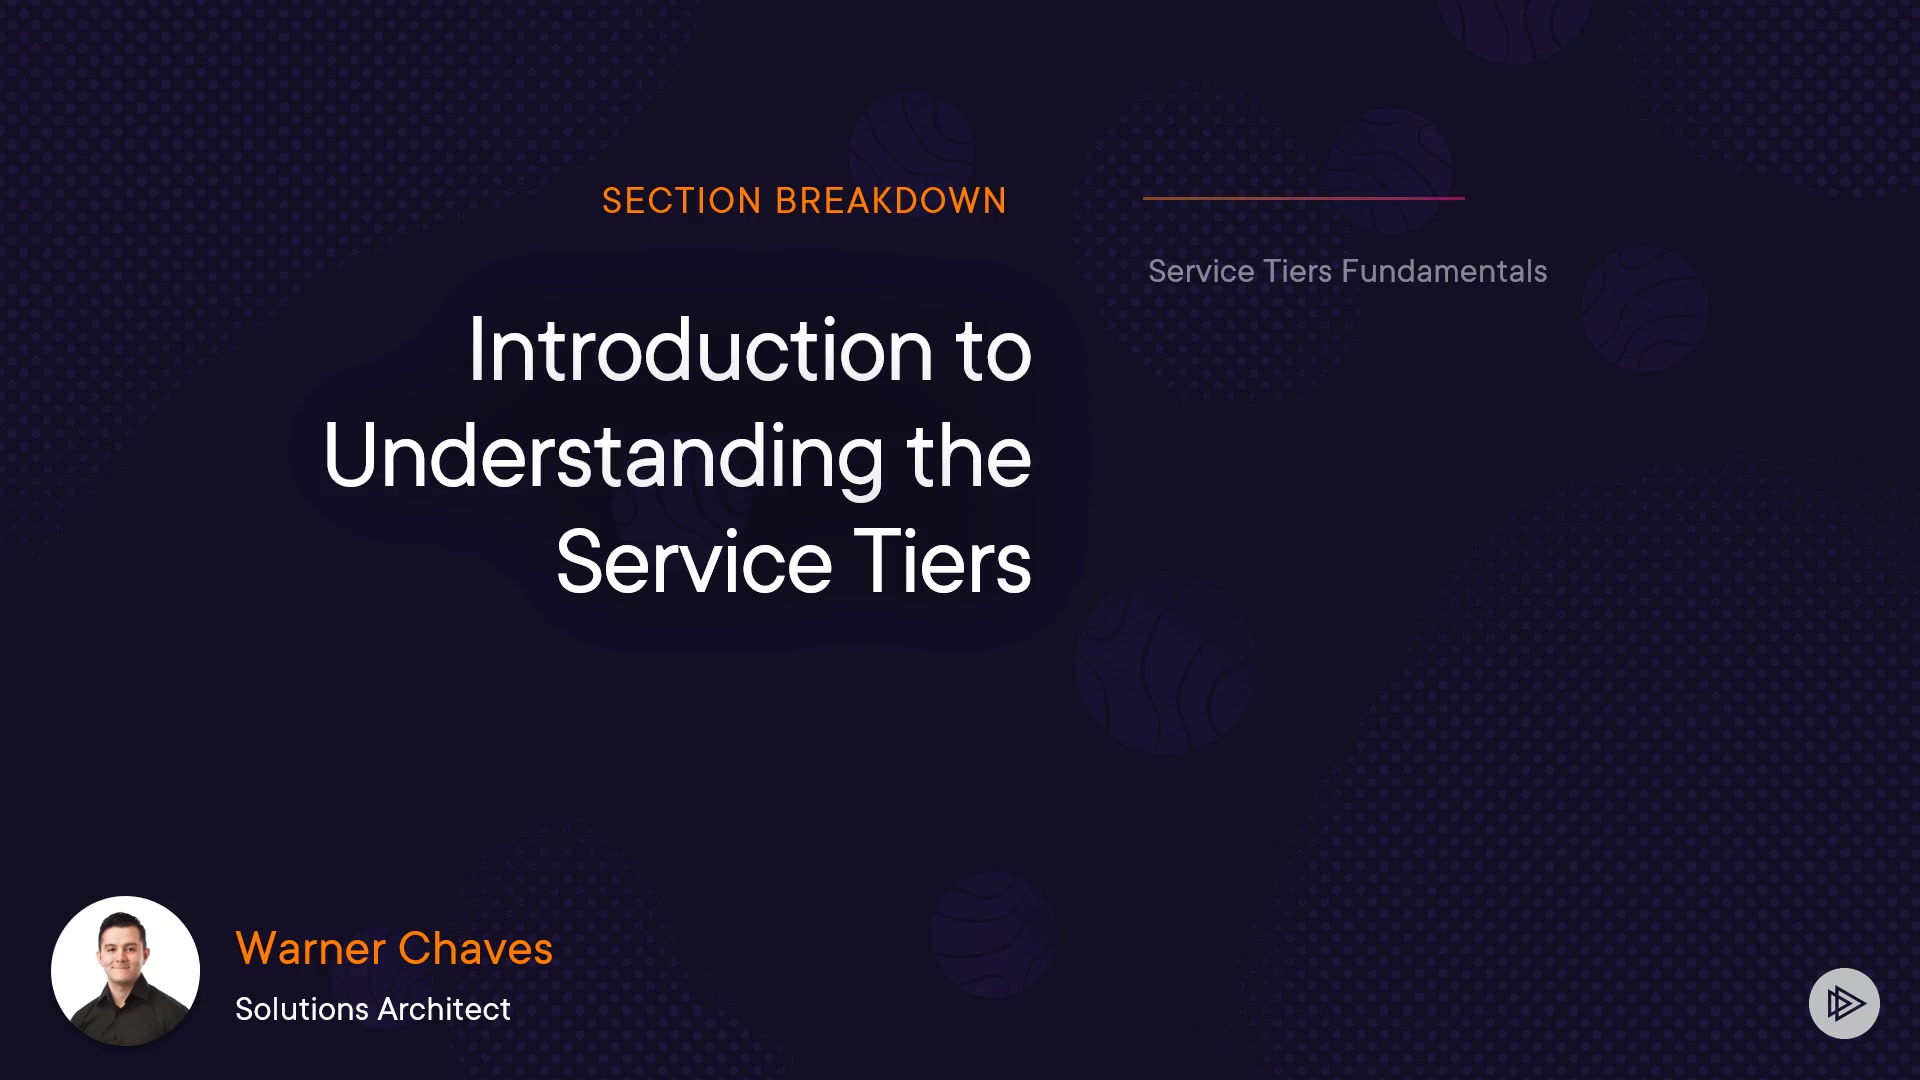 SECTION BREAKDOWN
Introduction to
Understanding the
Service Tiers
Service Tiers Fundamentals
Warner Chaves
Solutions Architect